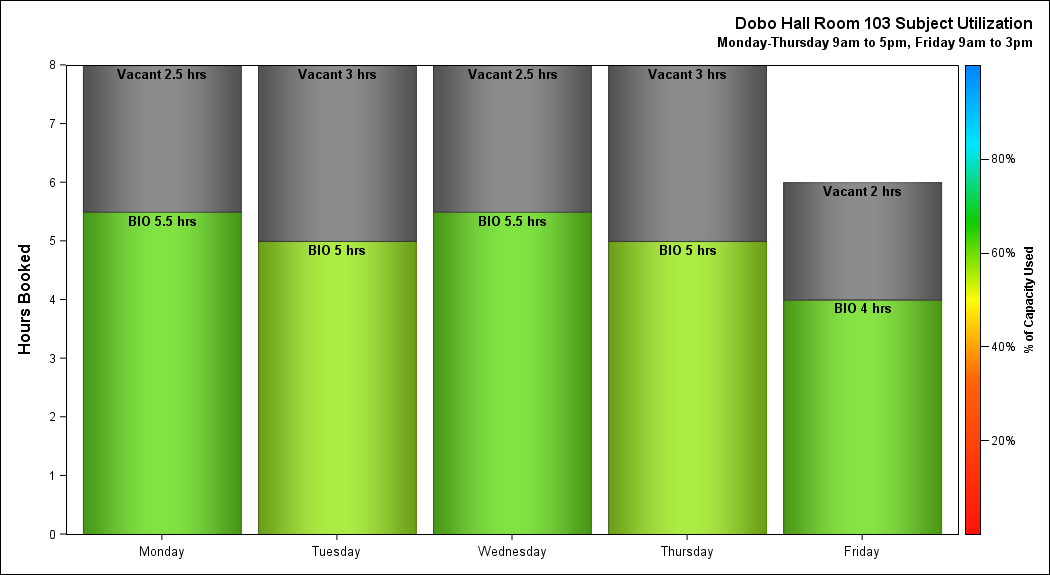 Dobo Hall Room 103 Subject Utilization
Monday-Thursday 9am to 5pm, Friday 9am to 3pm
Hours Booked
8
7
6
5
4
3
2
1
0
Vacant 2.5 hrs
BIO 5.5 hrs
Vacant 3 hrs
BIO 5 hrs
Vacant 2.5 hrs
BIO 5.5 hrs
Vacant 3 hrs
BIO 5 hrs
Vacant 2 hrs
BIO 4 hrs
Monday
Tuesday
Wednesday
Thursday
Friday
80%
60%
40%
20%
% of Capacity Used